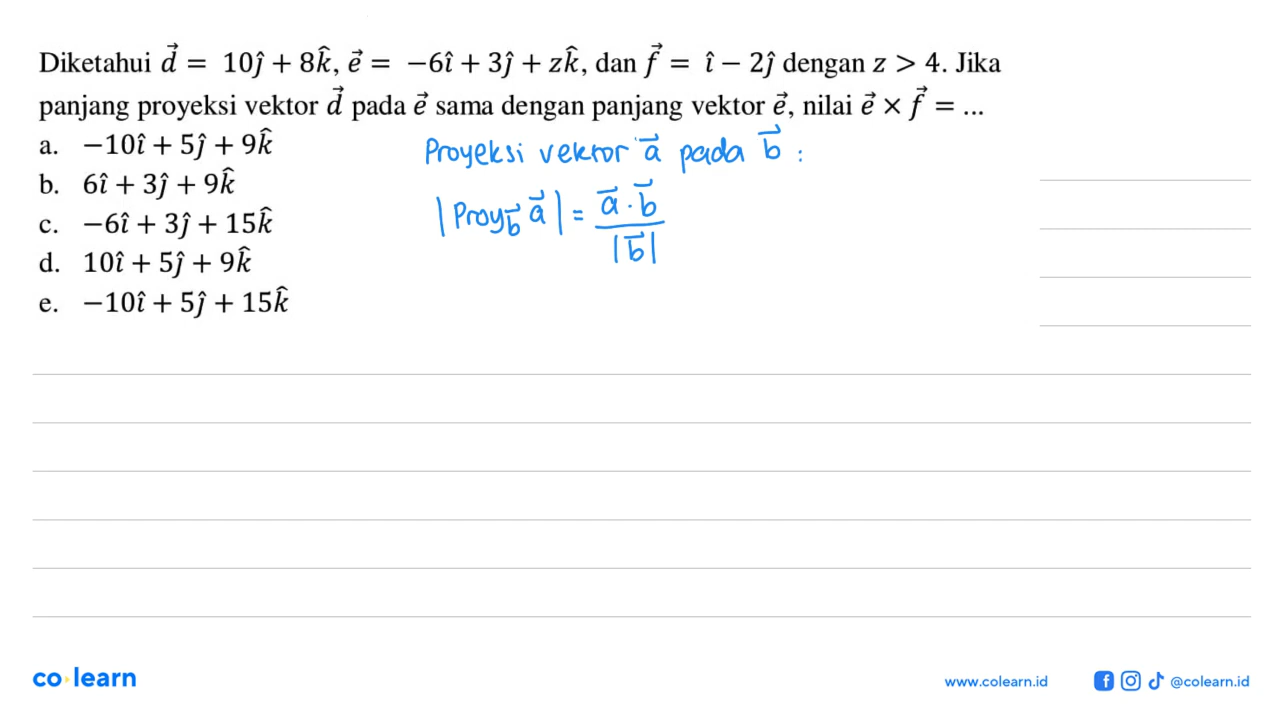 Diketahui d⃗ = 10ĵ + 8k̂, e⃗ = −6î + 3ĵ + zk̂, dan f⃗ = î − 2ĵ dengan z > 4. Jika
panjang proyeksi vektor d⃗ pada e⃗ sama dengan panjang vektor e⃗, nilai e⃗ × f⃗ = ...
a. −10î + 5ĵ + 9k̂
b. 6î + 3ĵ + 9k̂
c. −6î + 3ĵ + 15k̂
d. 10î + 5ĵ + 9k̂
e. −10î + 5ĵ + 15k̂
Proyeksi vektor a⃗ pada b⃗ :
|Proy_b⃗ a⃗| = (a⃗ · b⃗) / |b⃗|
co·learn
www.colearn.id
@colearn.id